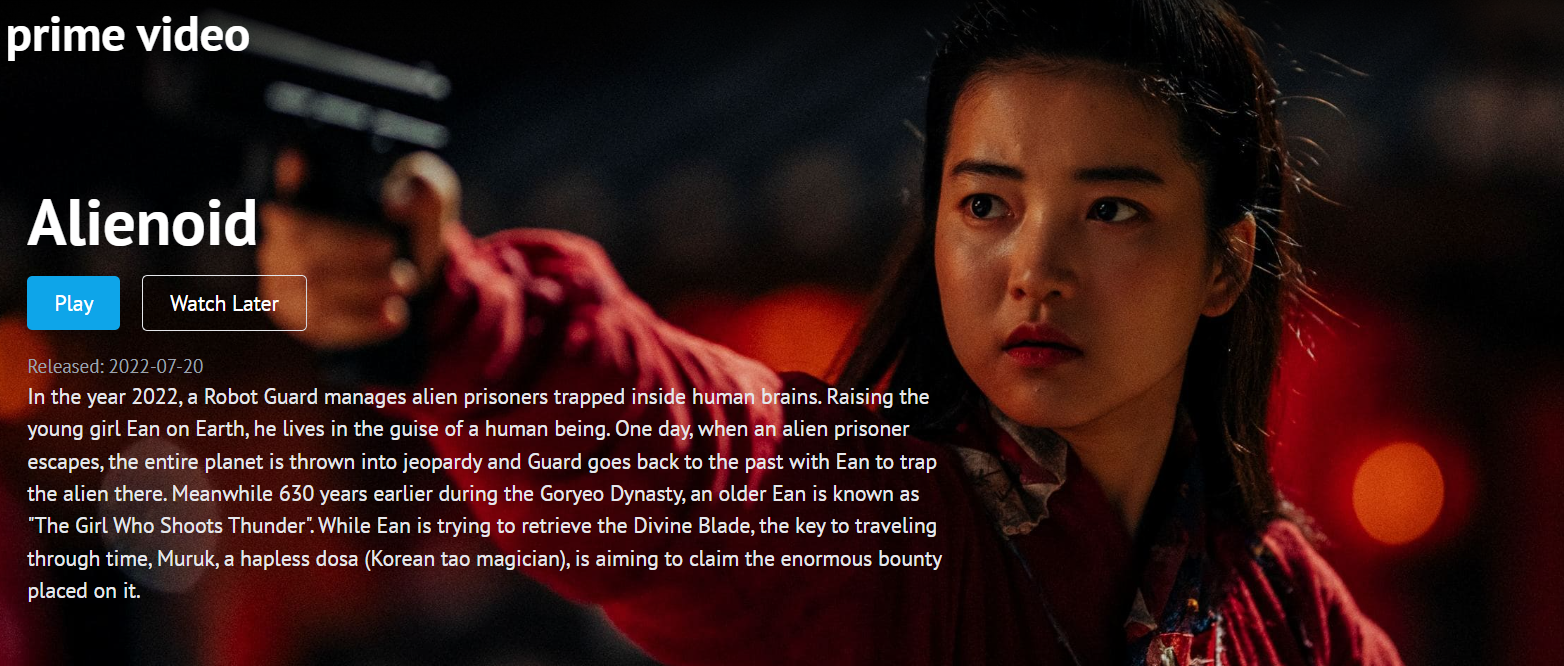 prime video
Alienoid
Play
Watch Later
Released: 2022-07-20
In the year 2022, a Robot Guard manages alien prisoners trapped inside human brains. Raising the
young girl Ean on Earth, he lives in the guise of a human being. One day, when an alien prisoner
escapes, the entire planet is thrown into jeopardy and Guard goes back to the past with Ean to trap
the alien there. Meanwhile 630 years earlier during the Goryeo Dynasty, an older Ean is known as
"The Girl Who Shoots Thunder". While Ean is trying to retrieve the Divine Blade, the key to traveling
through time, Muruk, a hapless dosa (Korean tao magician), is aiming to claim the enormous bounty
placed on it.